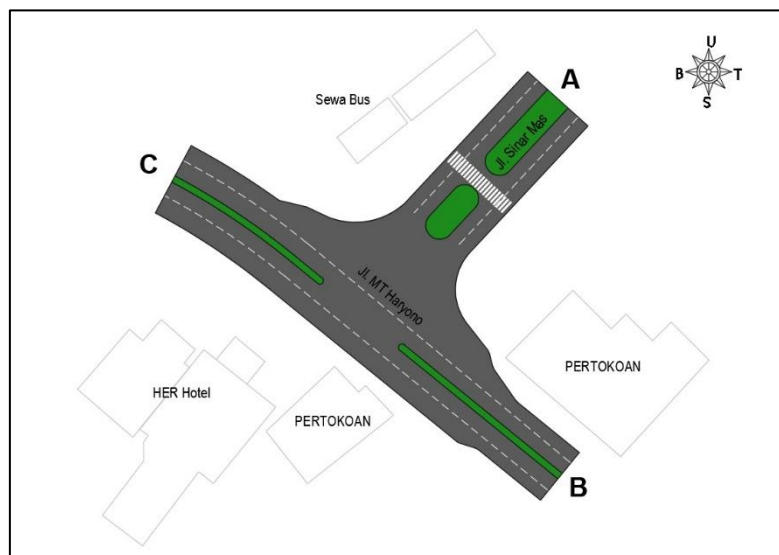 U
B T
S
A
Sewa Bus
Jl. Sinar Mas
C
Jl. MT Haryono
PERTOKOAN
HER Hotel
PERTOKOAN
B